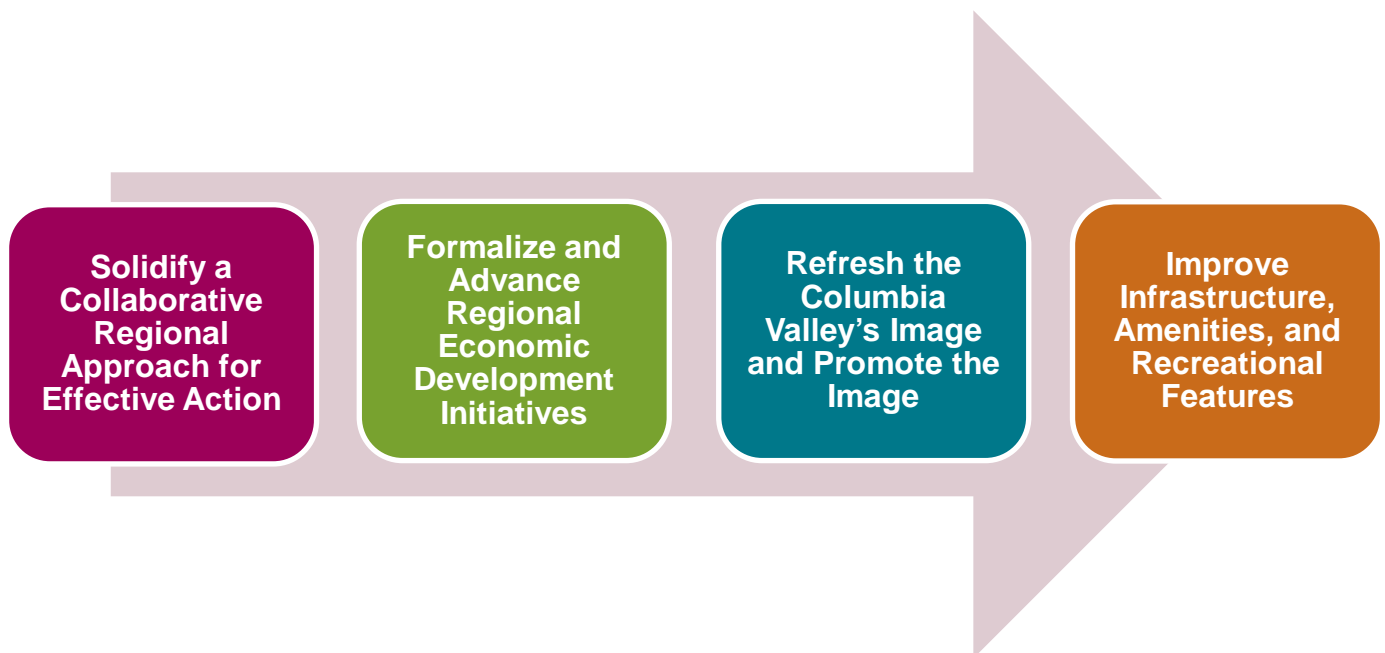 Solidify a
Collaborative
Regional
Approach for
Effective Action
Formalize and
Advance
Regional
Economic
Development
Initiatives
Refresh the
Columbia
Valley’s Image
and Promote the
Image
Improve
Infrastructure,
Amenities, and
Recreational
Features